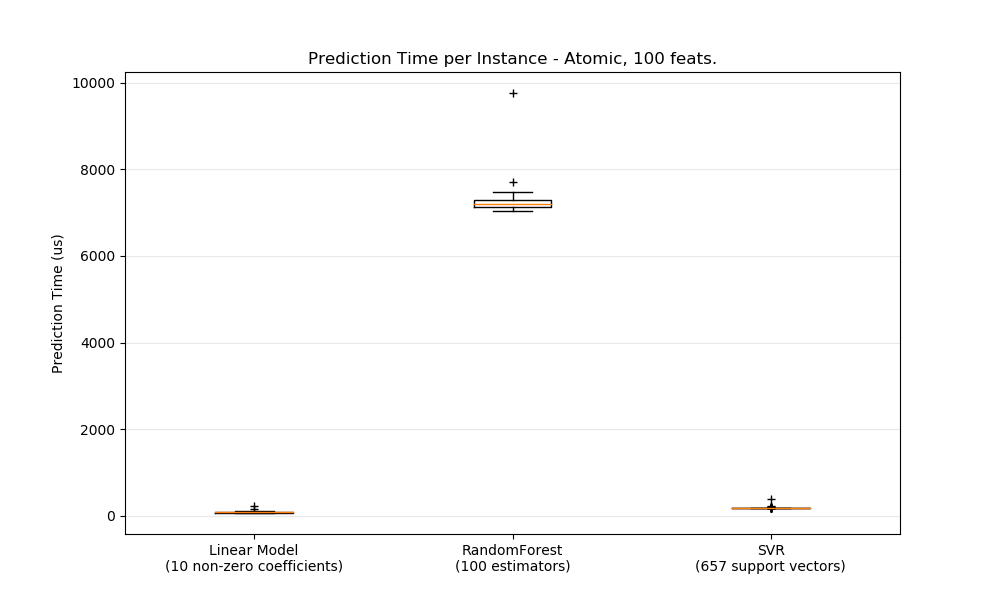 Prediction Time per Instance - Atomic, 100 feats.
Prediction Time (us)
10000
8000
6000
4000
2000
0
Linear Model
(10 non-zero coefficients)
RandomForest
(100 estimators)
SVR
(657 support vectors)